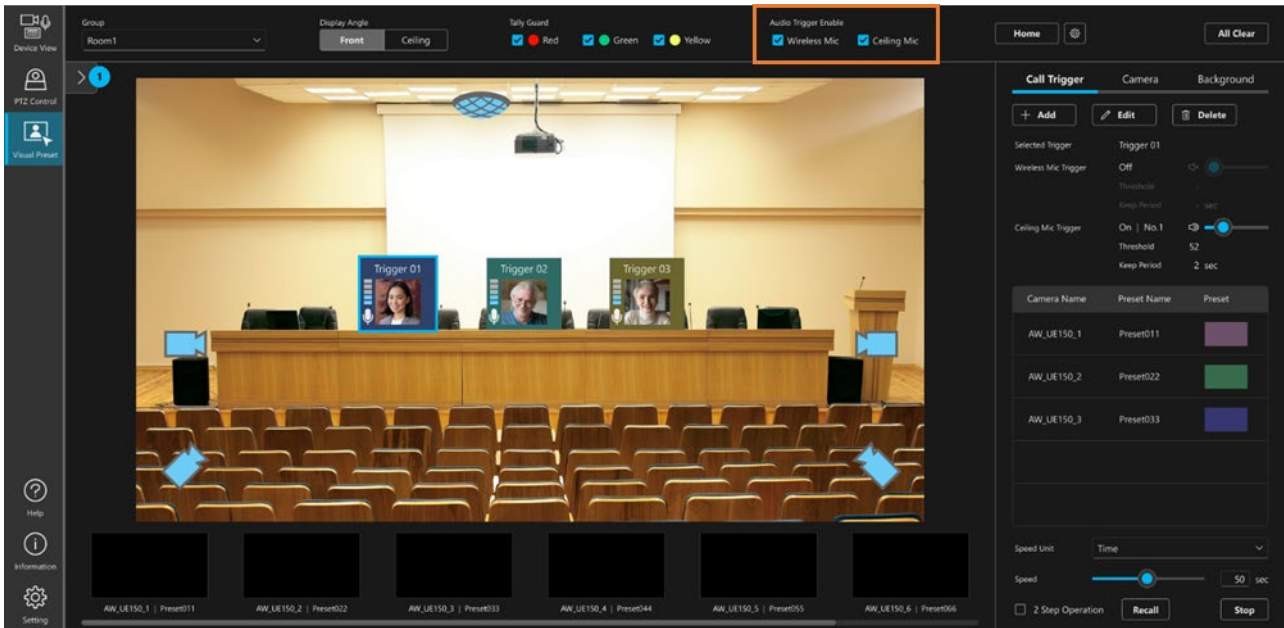 Device View
PTZ Control
Visual Preset
Help
Information
Setting
Group
Room1
Display Angle
Front Ceiling
Tally Guard
Red Green Yellow
Audio Trigger Enable
Wireless Mic Ceiling Mic
Home
All Clear
1
Trigger 01
Trigger 02
Trigger 03
AW_UE150_1 | Preset011
AW_UE150_2 | Preset022
AW_UE150_3 | Preset033
AW_UE150_4 | Preset044
AW_UE150_5 | Preset055
AW_UE150_6 | Preset066
Call Trigger Camera Background
Add Edit Delete
Selected Trigger Trigger 01
Wireless Mic Trigger Off
Threshold -
Keep Period - sec
Ceiling Mic Trigger On | No.1
Threshold 52
Keep Period 2 sec
Camera Name Preset Name Preset
AW_UE150_1 Preset011
AW_UE150_2 Preset022
AW_UE150_3 Preset033
Speed Unit Time
Speed 50 sec
2 Step Operation Recall Stop